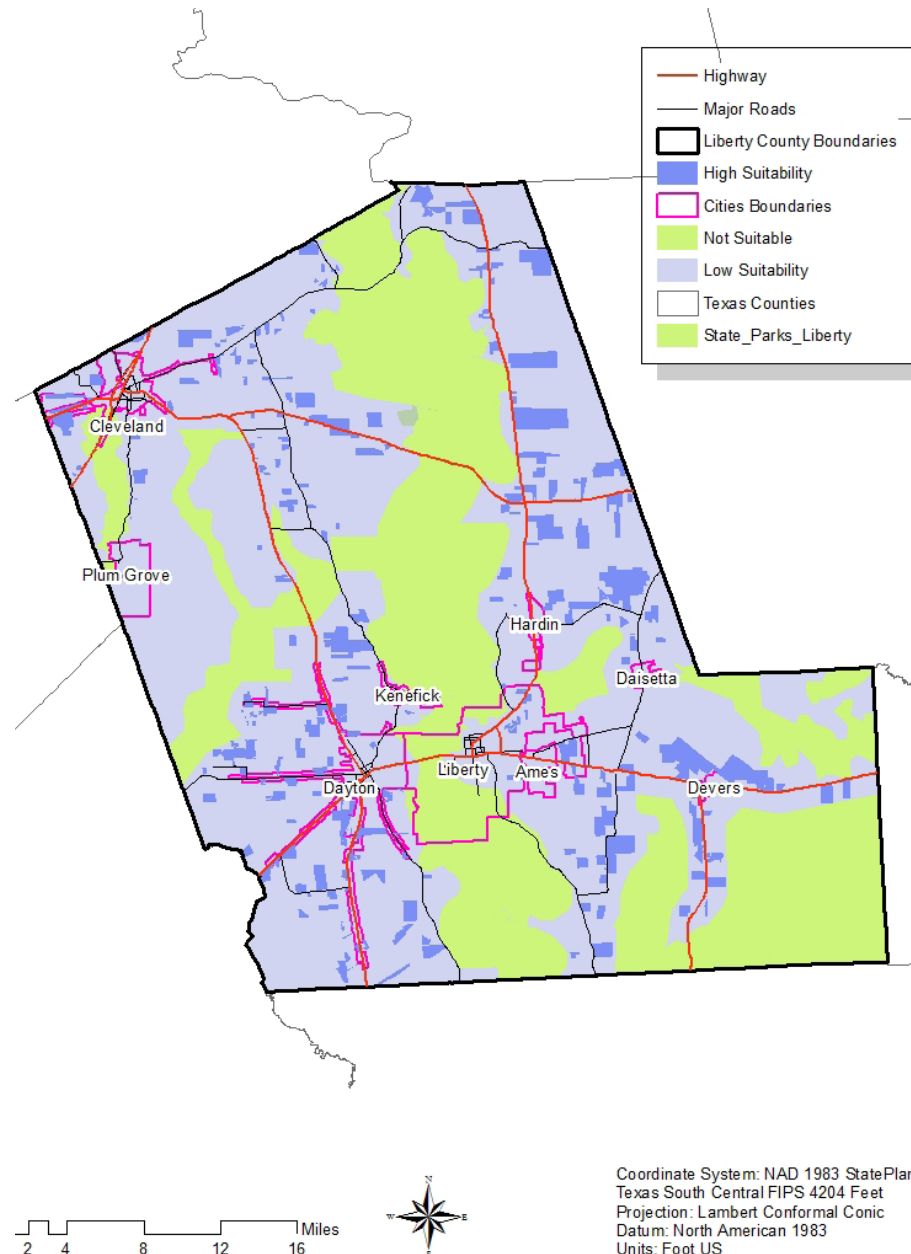 Highway
Major Roads
Liberty County Boundaries
High Suitability
Cities Boundaries
Not Suitable
Low Suitability
Texas Counties
State_Parks_Liberty
Cleveland
Plum Grove
Hardin
Daisetta
Kenefick
Liberty
Ames
Dayton
Devers
N
W E
S
Miles
2 4 8 12 16
Coordinate System: NAD 1983 StatePlan
Texas South Central FIPS 4204 Feet
Projection: Lambert Conformal Conic
Datum: North American 1983
Units: Foot US